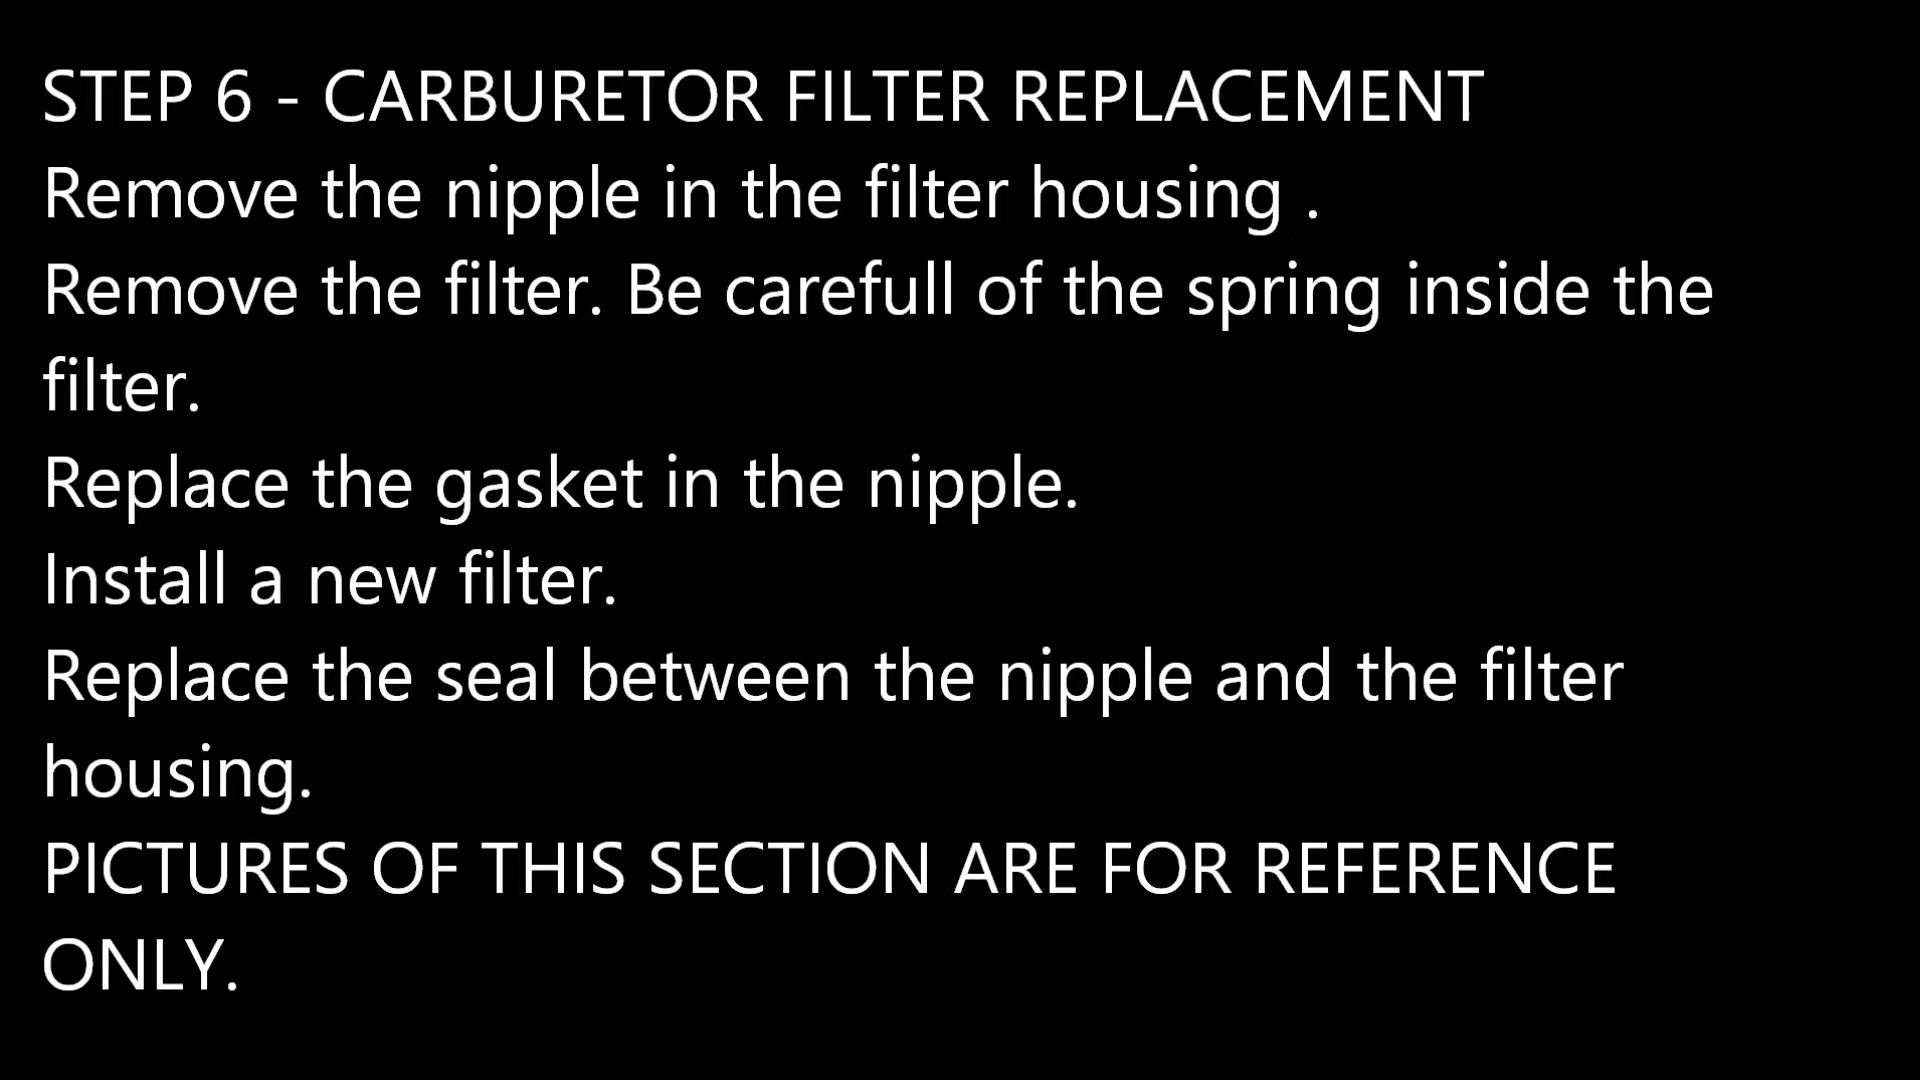 STEP 6 - CARBURETOR FILTER REPLACEMENT
Remove the nipple in the filter housing .
Remove the filter. Be carefull of the spring inside the
filter.
Replace the gasket in the nipple.
Install a new filter.
Replace the seal between the nipple and the filter
housing.
PICTURES OF THIS SECTION ARE FOR REFERENCE
ONLY.